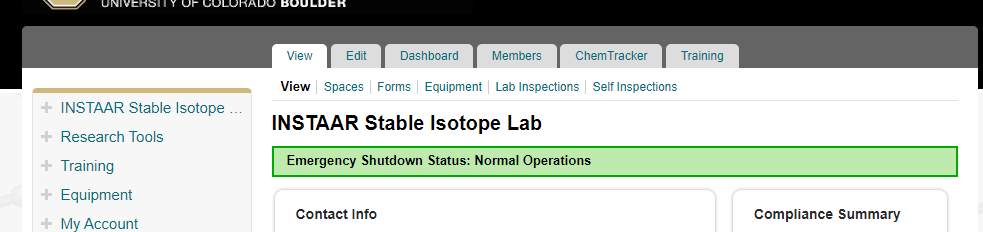 UNIVERSITY OF COLORADO BOULDER
View Edit Dashboard Members ChemTracker Training
View Spaces Forms Equipment Lab Inspections Self Inspections
INSTAAR Stable Isotope ...
Research Tools
Training
Equipment
My Account
INSTAAR Stable Isotope Lab
Emergency Shutdown Status: Normal Operations
Contact Info
Compliance Summary